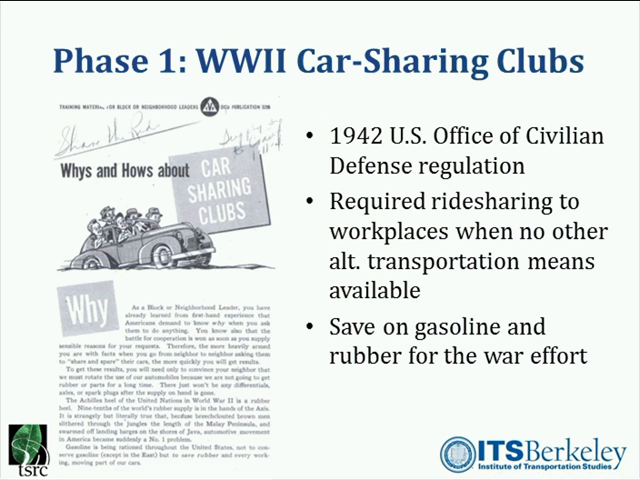 Phase 1: WWII Car-Sharing Clubs
TRAINING MATERIAL FOR BLOCK OR NEIGHBORHOOD LEADERS
OCD PUBLICATION
Share the
Whys and Hows about
CAR
SHARING
CLUBS
Why
As a Block or Neighborhood Leader, you have
already learned from first-hand experience that
Americans demand to know why when you ask
them to do anything. You know also that the
battle for cooperation is won as soon as you supply
sensible reasons for your requests. Therefore, the more heavily armed
you are with facts when you go from neighbor to neighbor asking them
to "share and spare" their cars, the more quickly you will get results.
To get these results, you will need only to convince your neighbor that
we must rotate the use of our automobiles because we are not going to get
rubber or parts for a long time. There just won't be any differentials,
axles, or spark plugs after the supply on hand is gone.
The Achilles heel of the United Nations in World War II is a rubber
heel. Nine-tenths of the world's rubber supply is in the hands of the Axis.
It is strangely but literally true that, because breechclouted brown men
slithered through the jungles the length of the Malay Peninsula, and
swarmed off landing barges on the shores of Java, automotive movement
in America became suddenly a No. 1 problem.
Gasoline is being rationed throughout the United States, not to con-
serve gasoline (except in the East) but to save rubber and every work-
ing, moving part of our cars.
• 1942 U.S. Office of Civilian
Defense regulation
• Required ridesharing to
workplaces when no other
alt. transportation means
available
• Save on gasoline and
rubber for the war effort
tsrc
ITSBerkeley
Institute of Transportation Studies